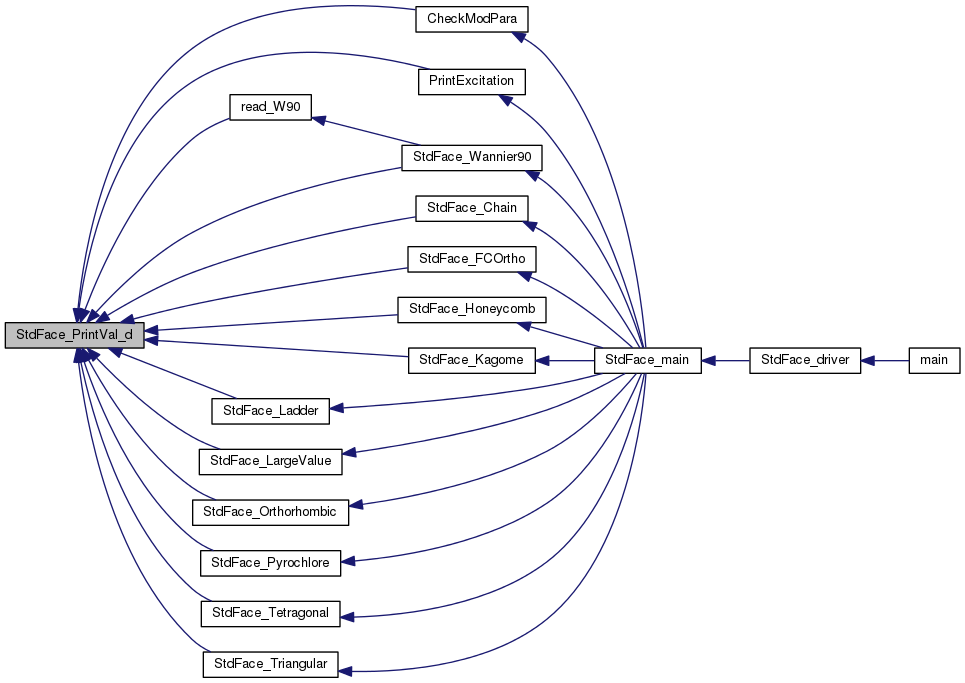 CheckModPara
PrintExcitation
read_W90
StdFace_Wannier90
StdFace_Chain
StdFace_FCOrtho
StdFace_Honeycomb
StdFace_PrintVal_d
StdFace_Kagome
StdFace_main
StdFace_driver
main
StdFace_Ladder
StdFace_LargeValue
StdFace_Orthorhombic
StdFace_Pyrochlore
StdFace_Tetragonal
StdFace_Triangular